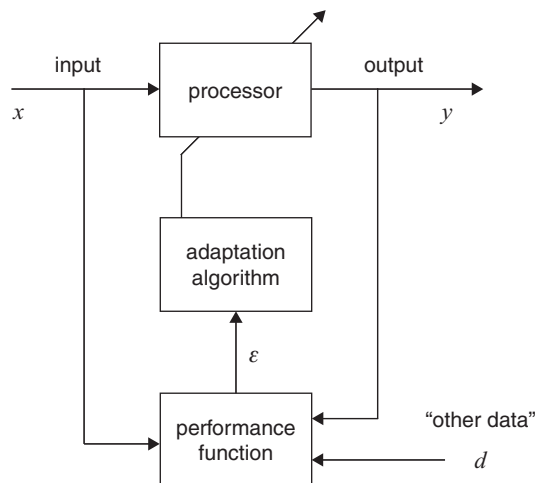 input
output
processor
x
y
adaptation
algorithm
ε
"other data"
performance
function
d